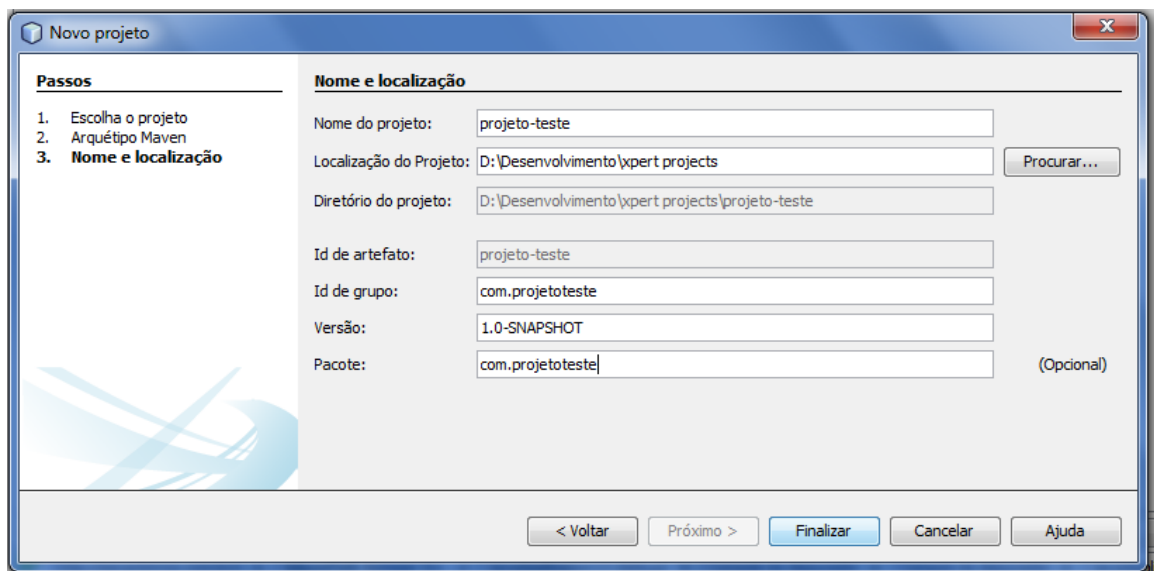 Novo projeto
Passos
1. Escolha o projeto
2. Arquétipo Maven
3. Nome e localização
Nome e localização
Nome do projeto: projeto-teste
Localização do Projeto: D:\Desenvolvimento\xpert projects Procurar...
Diretório do projeto: D:\Desenvolvimento\xpert projects\projeto-teste
Id de artefato: projeto-teste
Id de grupo: com.projetoteste
Versão: 1.0-SNAPSHOT
Pacote: com.projetoteste (Opcional)
< Voltar Próximo > Finalizar Cancelar Ajuda